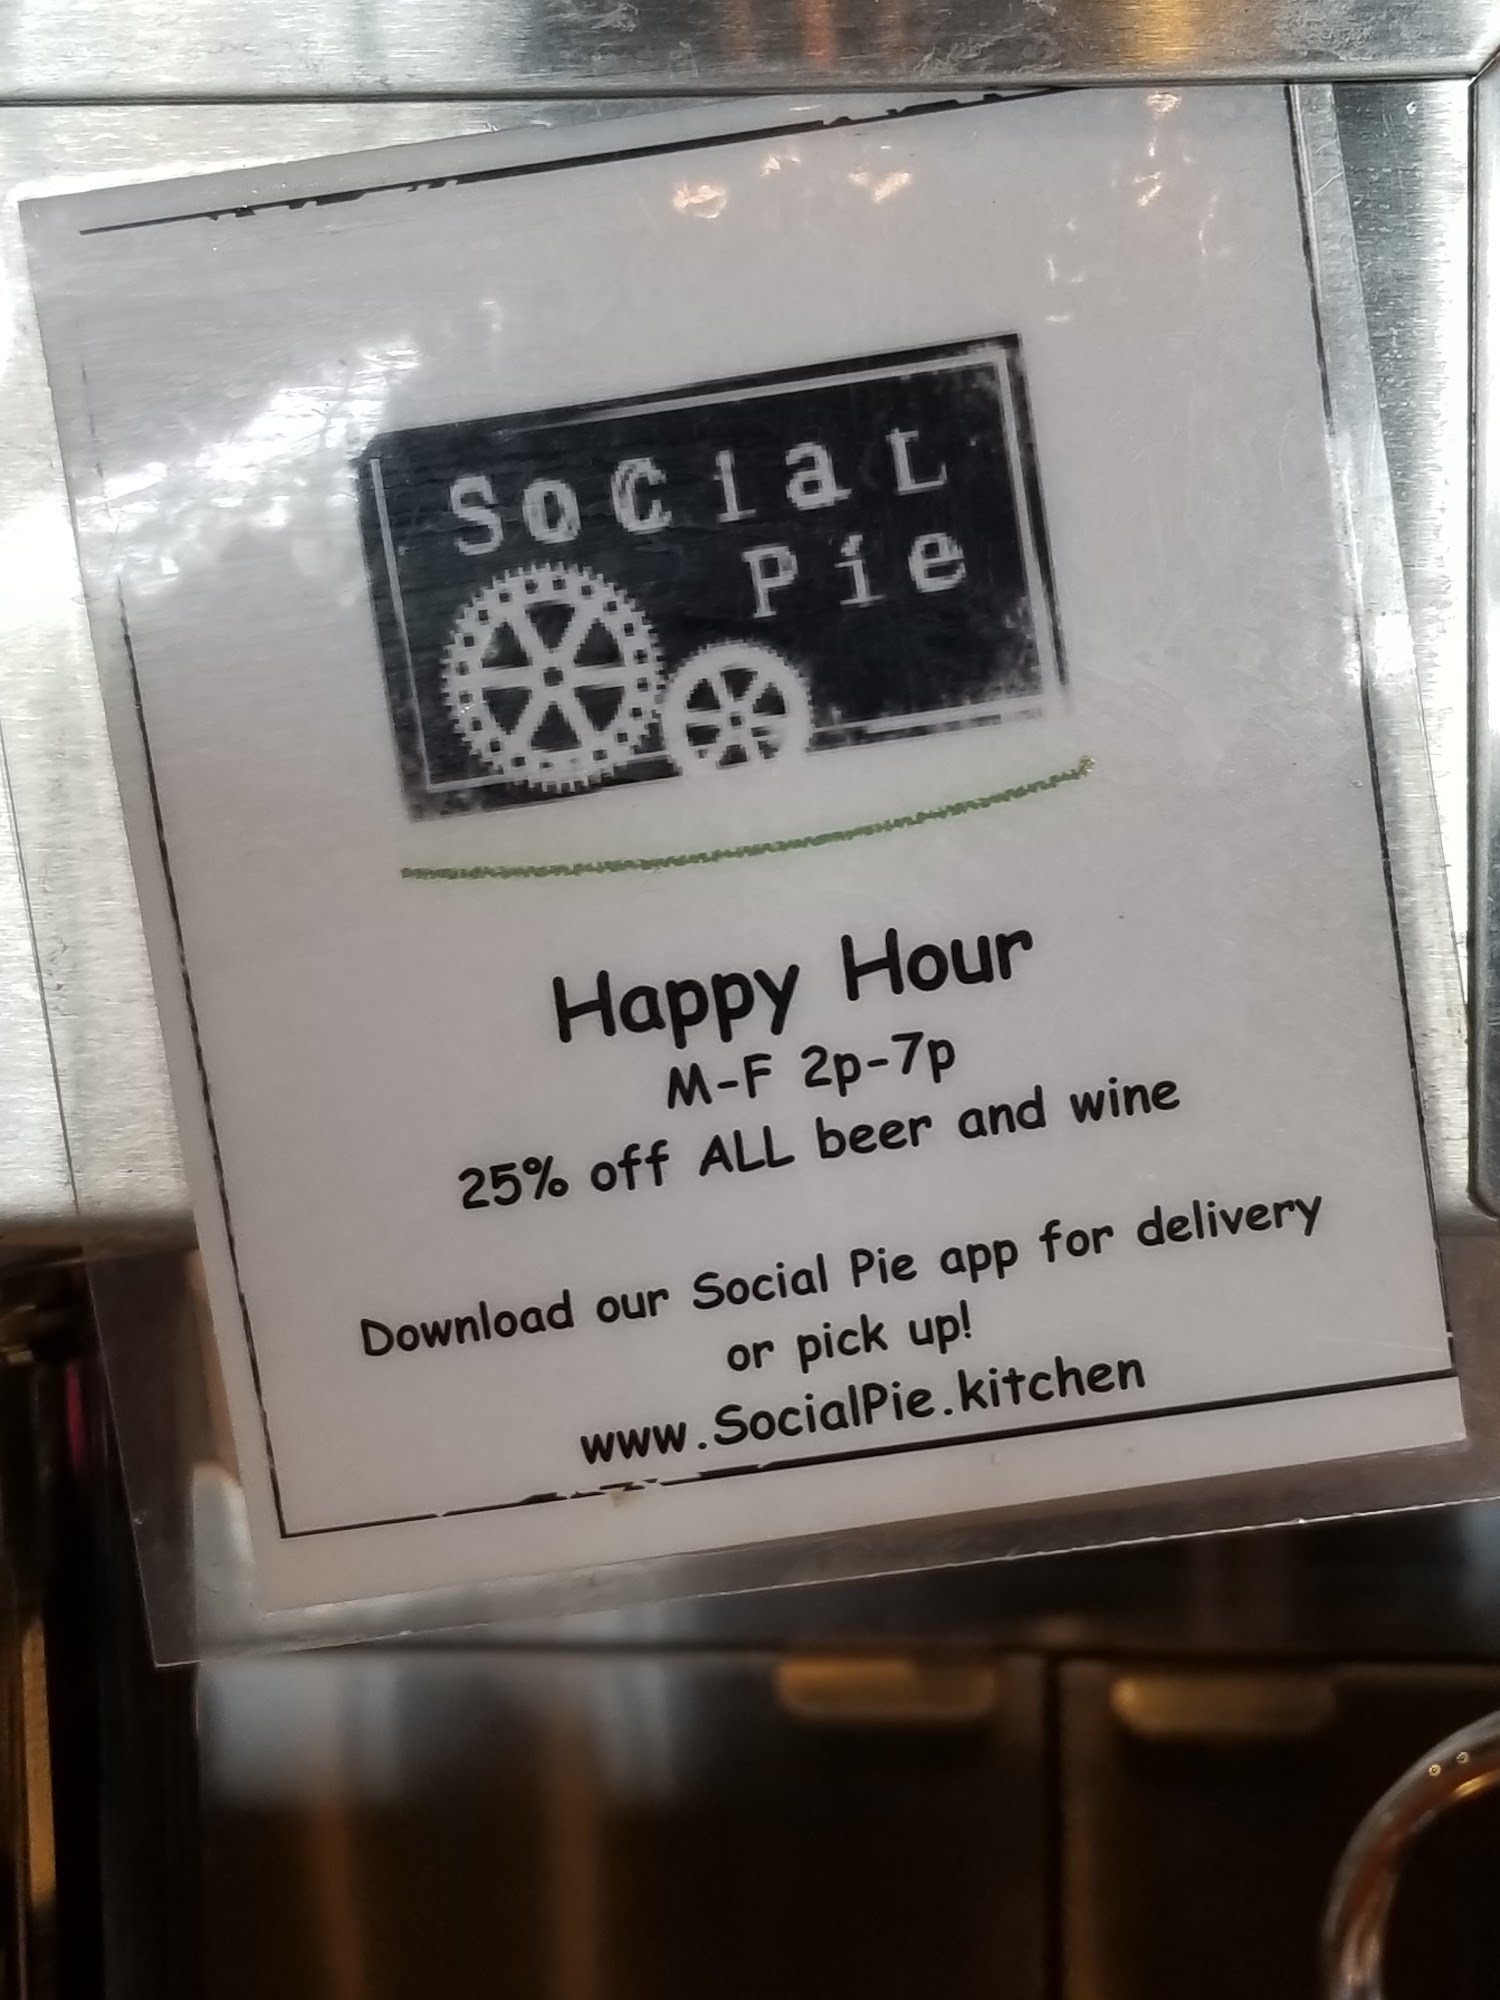 SoCiaL
Pie
Happy Hour
M-F 2p-7p
25% off ALL beer and wine
Download our Social Pie app for delivery
or pick up!
www.SocialPie.kitchen